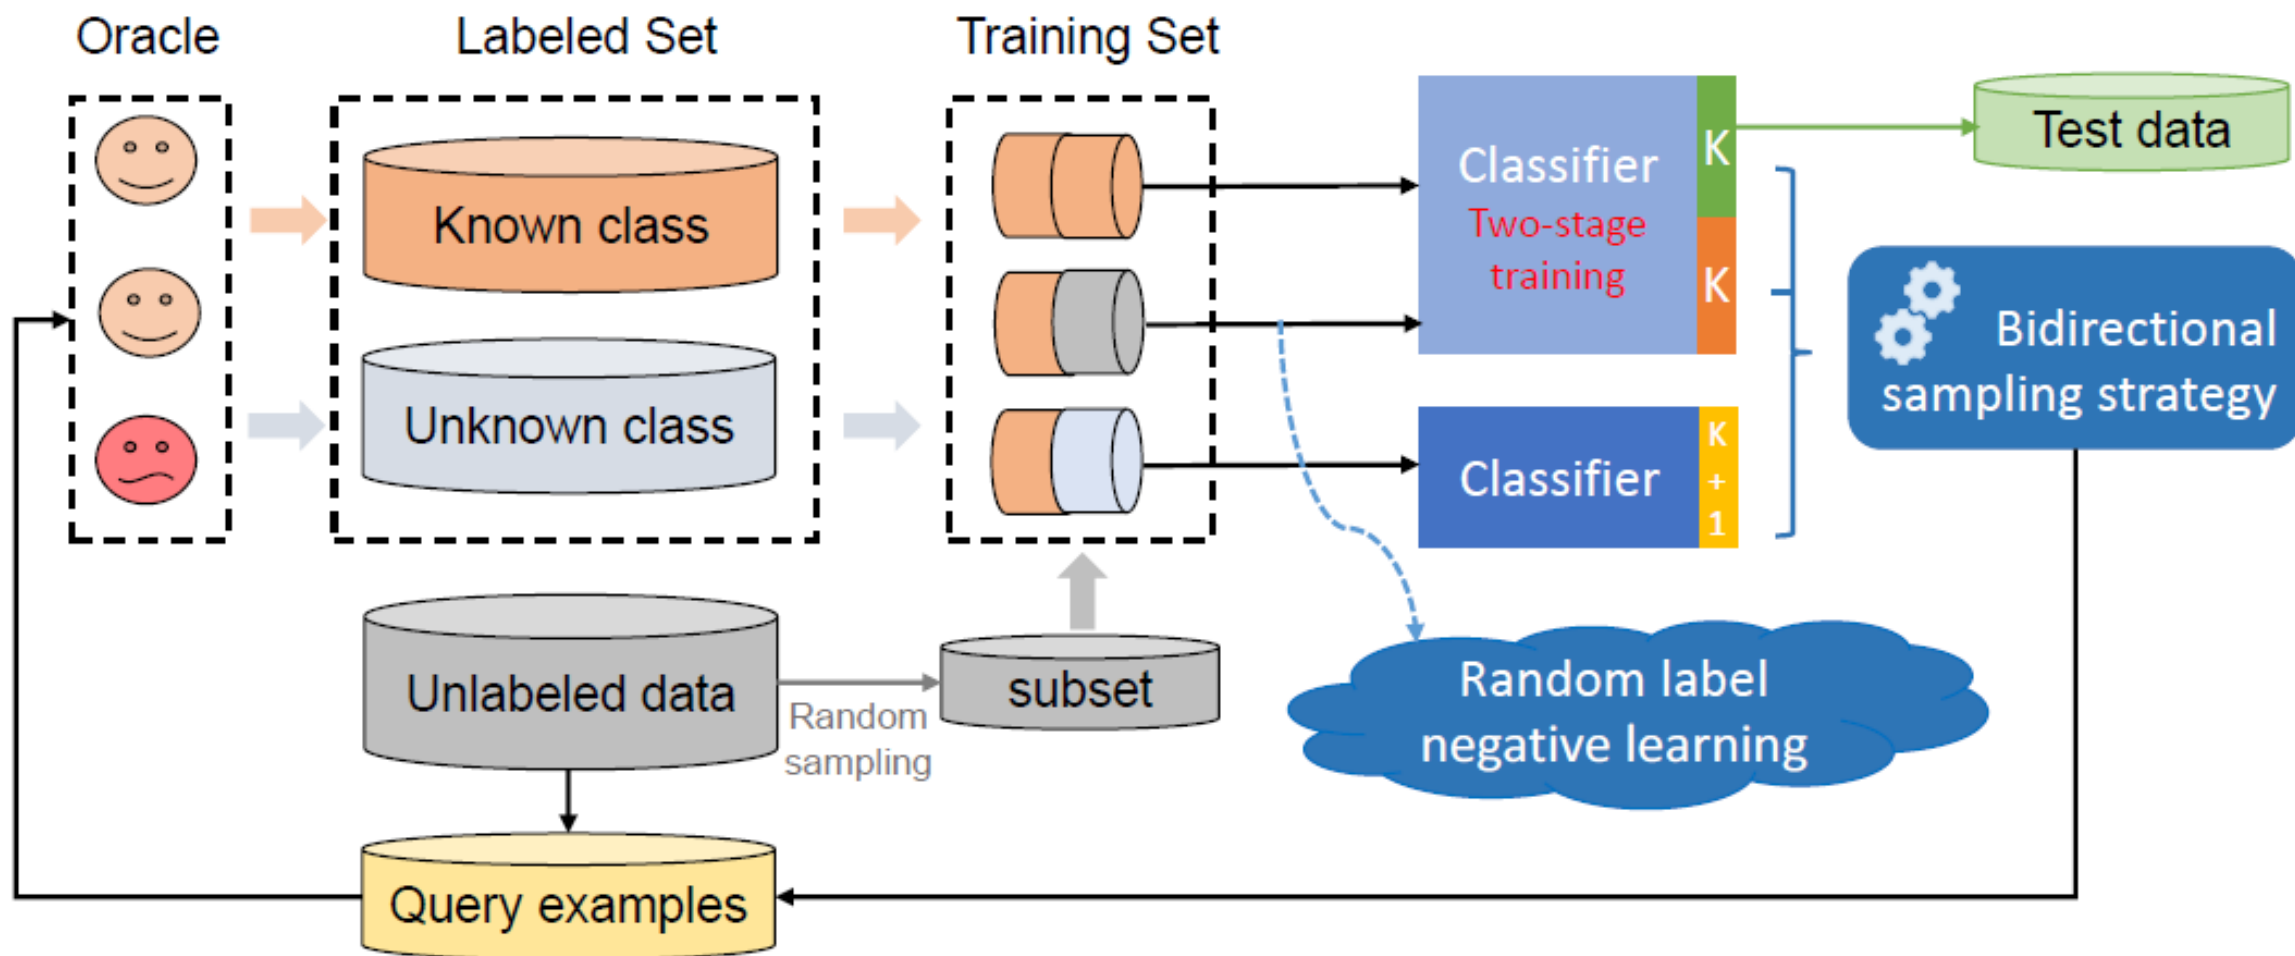 Oracle
Labeled Set
Training Set
Known class
Unknown class
Classifier
Two-stage
training
K
K
Test data
Classifier
K
+
1
Bidirectional
sampling strategy
Unlabeled data
Random
sampling
subset
Random label
negative learning
Query examples